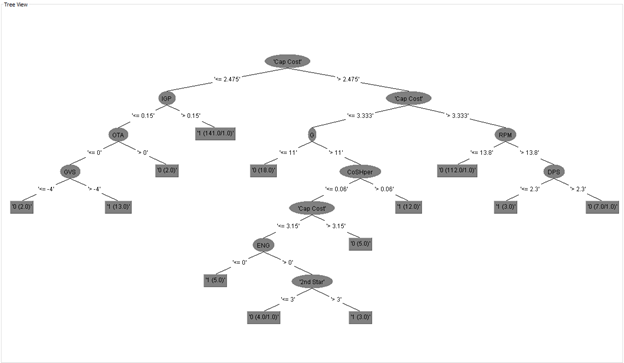 Tree View
'Cap Cost'
'<= 2.475' '> 2.475'
IGP 'Cap Cost'
'<= 0.15' '> 0.15' '<= 3.333' '> 3.333'
OTA '1 (141.0/1.0)' G RPM
'<= 0' '> 0' '<= 11' '> 11' '<= 13.8' '> 13.8'
OVS '0 (2.0)' '0 (18.0)' CoSHper '0 (112.0/1.0)' DPS
'<= -4' '> -4' '<= 0.06' '> 0.06' '<= 2.3' '> 2.3'
'0 (2.0)' '1 (13.0)' 'Cap Cost' '1 (12.0)' '1 (3.0)' '0 (7.0/1.0)'
'<= 3.15' '> 3.15'
ENG '0 (5.0)'
'<= 0' '> 0'
'1 (5.0)' '2nd Star'
'<= 3' '> 3'
'0 (4.0/1.0)' '1 (3.0)'